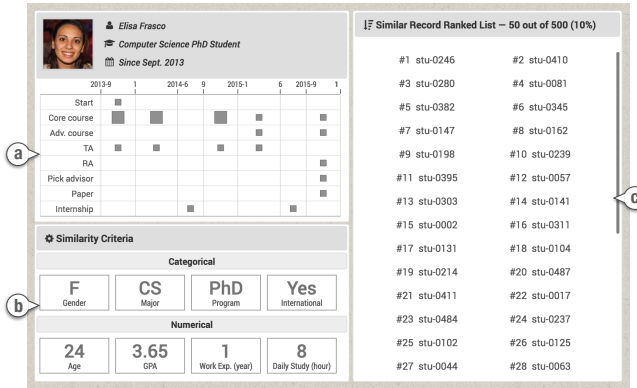 Elisa Frasco
Computer Science PhD Student
Since Sept. 2013
2013-9 1 2014-6 9 2015-1 6 2015-9 1
Start
Core course
Adv. course
TA
RA
Pick advisor
Paper
Internship
a
Similarity Criteria
Categorical
F CS PhD Yes
Gender Major Program International
b
Numerical
24 3.65 1 8
Age GPA Work Exp. (year) Daily Study (hour)
Similar Record Ranked List — 50 out of 500 (10%)
#1 stu-0246 #2 stu-0410
#3 stu-0280 #4 stu-0081
#5 stu-0382 #6 stu-0345
#7 stu-0147 #8 stu-0162
#9 stu-0198 #10 stu-0239
#11 stu-0395 #12 stu-0057
#13 stu-0303 #14 stu-0141
#15 stu-0002 #16 stu-0311
#17 stu-0131 #18 stu-0104
#19 stu-0214 #20 stu-0487
#21 stu-0411 #22 stu-0017
#23 stu-0484 #24 stu-0237
#25 stu-0102 #26 stu-0125
#27 stu-0044 #28 stu-0063
c